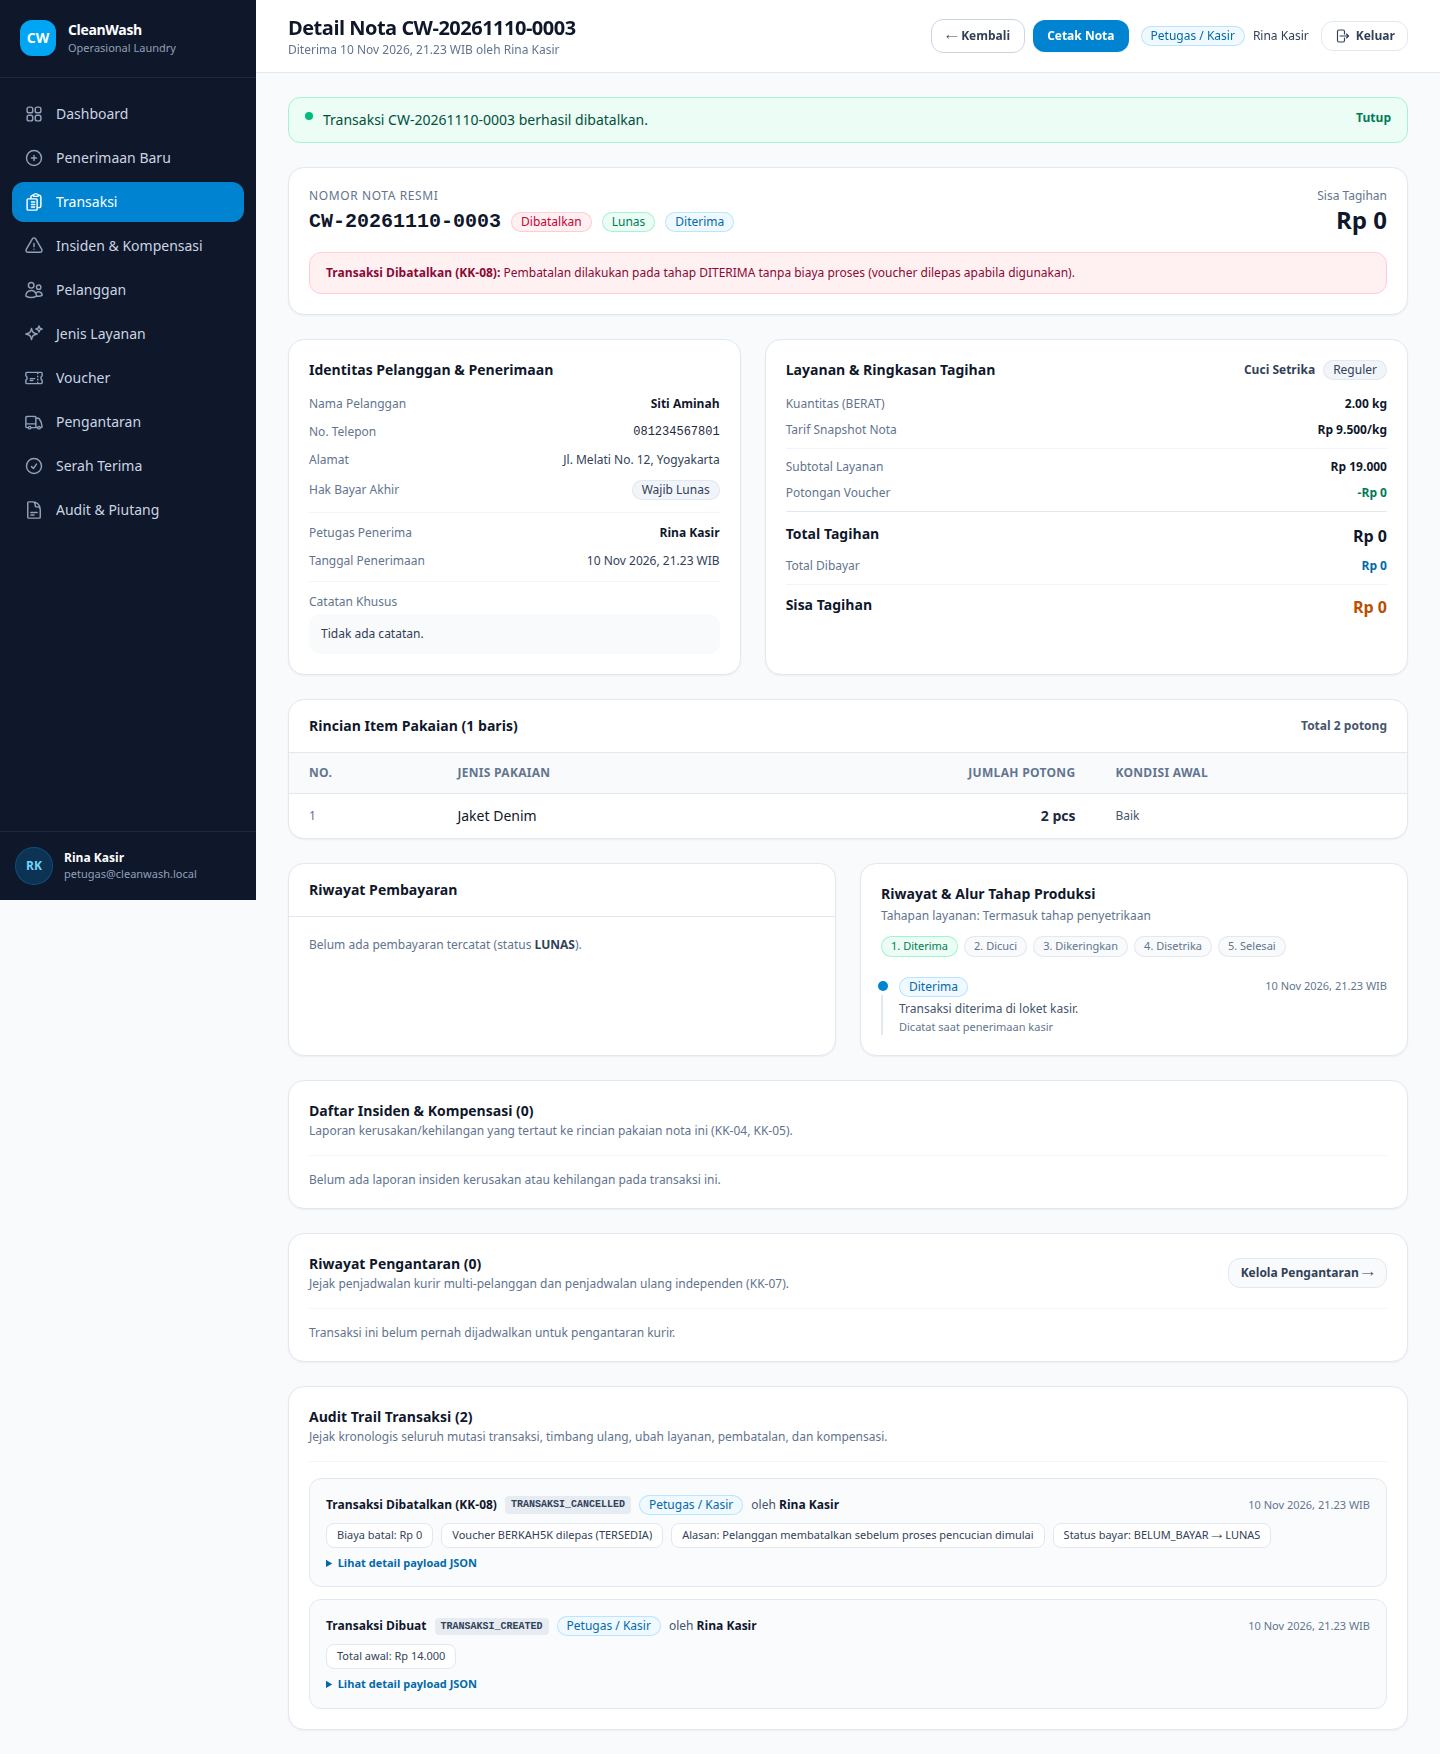 CW
CleanWash
Operasional Laundry
Dashboard
Penerimaan Baru
Transaksi
Insiden & Kompensasi
Pelanggan
Jenis Layanan
Voucher
Pengantaran
Serah Terima
Audit & Piutang
RK
Rina Kasir
petugas@cleanwash.local
Detail Nota CW-20261110-0003
Diterima 10 Nov 2026, 21.23 WIB oleh Rina Kasir
← Kembali
Cetak Nota
Petugas / Kasir
Rina Kasir
Keluar
Transaksi CW-20261110-0003 berhasil dibatalkan.
Tutup
NOMOR NOTA RESMI
CW-20261110-0003
Dibatalkan
Lunas
Diterima
Sisa Tagihan
Rp 0
Transaksi Dibatalkan (KK-08): Pembatalan dilakukan pada tahap DITERIMA tanpa biaya proses (voucher dilepas apabila digunakan).
Identitas Pelanggan & Penerimaan
Nama Pelanggan Siti Aminah
No. Telepon 081234567801
Alamat Jl. Melati No. 12, Yogyakarta
Hak Bayar Akhir Wajib Lunas
Petugas Penerima Rina Kasir
Tanggal Penerimaan 10 Nov 2026, 21.23 WIB
Catatan Khusus
Tidak ada catatan.
Layanan & Ringkasan Tagihan
Cuci Setrika
Reguler
Kuantitas (BERAT) 2.00 kg
Tarif Snapshot Nota Rp 9.500/kg
Subtotal Layanan Rp 19.000
Potongan Voucher -Rp 0
Total Tagihan Rp 0
Total Dibayar Rp 0
Sisa Tagihan Rp 0
Rincian Item Pakaian (1 baris)
Total 2 potong
NO. JENIS PAKAIAN JUMLAH POTONG KONDISI AWAL
1 Jaket Denim 2 pcs Baik
Riwayat Pembayaran
Belum ada pembayaran tercatat (status LUNAS).
Riwayat & Alur Tahap Produksi
Tahapan layanan: Termasuk tahap penyetrikaan
1. Diterima
2. Dicuci
3. Dikeringkan
4. Disetrika
5. Selesai
Diterima
10 Nov 2026, 21.23 WIB
Transaksi diterima di loket kasir.
Dicatat saat penerimaan kasir
Daftar Insiden & Kompensasi (0)
Laporan kerusakan/kehilangan yang tertaut ke rincian pakaian nota ini (KK-04, KK-05).
Belum ada laporan insiden kerusakan atau kehilangan pada transaksi ini.
Riwayat Pengantaran (0)
Jejak penjadwalan kurir multi-pelanggan dan penjadwalan ulang independen (KK-07).
Kelola Pengantaran →
Transaksi ini belum pernah dijadwalkan untuk pengantaran kurir.
Audit Trail Transaksi (2)
Jejak kronologis seluruh mutasi transaksi, timbang ulang, ubah layanan, pembatalan, dan kompensasi.
Transaksi Dibatalkan (KK-08) TRANSAKSI_CANCELLED Petugas / Kasir oleh Rina Kasir 10 Nov 2026, 21.23 WIB
Biaya batal: Rp 0
Voucher BERKAH5K dilepas (TERSEDIA)
Alasan: Pelanggan membatalkan sebelum proses pencucian dimulai
Status bayar: BELUM_BAYAR → LUNAS
▶ Lihat detail payload JSON
Transaksi Dibuat TRANSAKSI_CREATED Petugas / Kasir oleh Rina Kasir 10 Nov 2026, 21.23 WIB
Total awal: Rp 14.000
▶ Lihat detail payload JSON